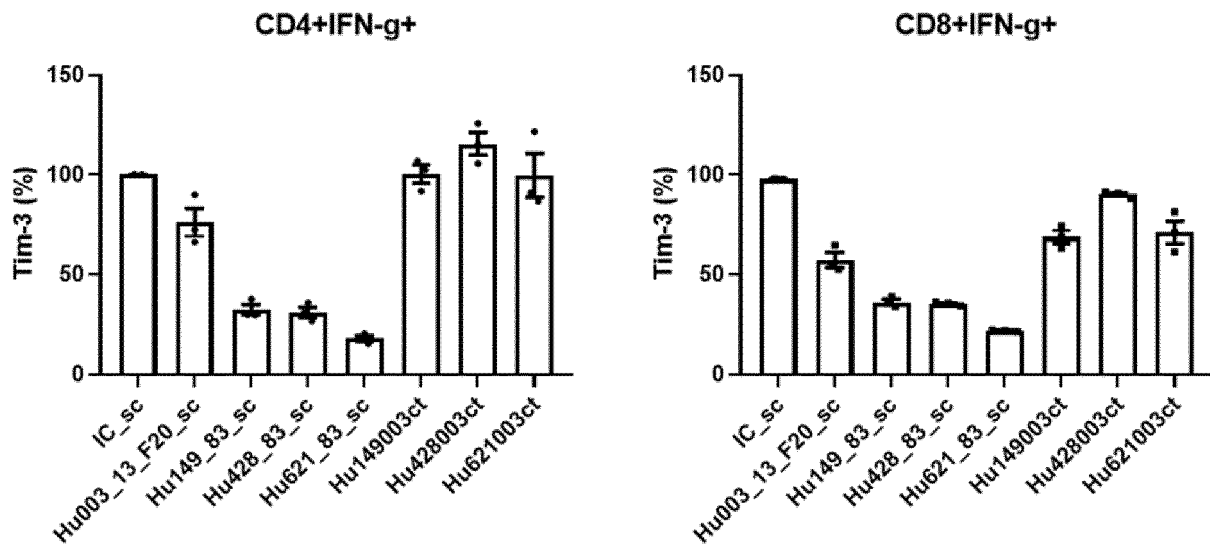 CD4+IFN-g+
150
100
50
0
Tim-3 (%)
IC_sc
Hu003_13_F20_sc
Hu149_83_sc
Hu428_83_sc
Hu621_83_sc
Hu149003ct
Hu428003ct
Hu621003ct
CD8+IFN-g+
150
100
50
0
Tim-3 (%)
IC_sc
Hu003_13_F20_sc
Hu149_83_sc
Hu428_83_sc
Hu621_83_sc
Hu149003ct
Hu428003ct
Hu621003ct